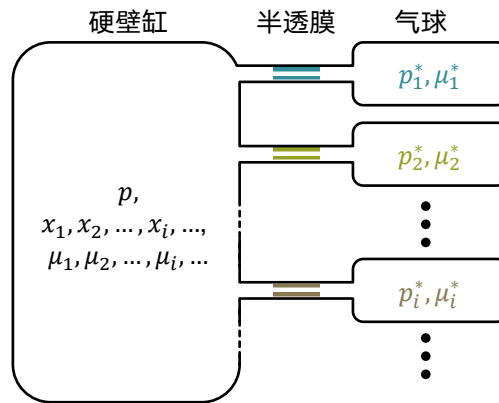 硬壁缸 半透膜 气球
p₁*, μ₁*
p₂*, μ₂*
p,
x₁, x₂, …, xᵢ, …,
μ₁, μ₂, …, μᵢ, …
pᵢ*, μᵢ*